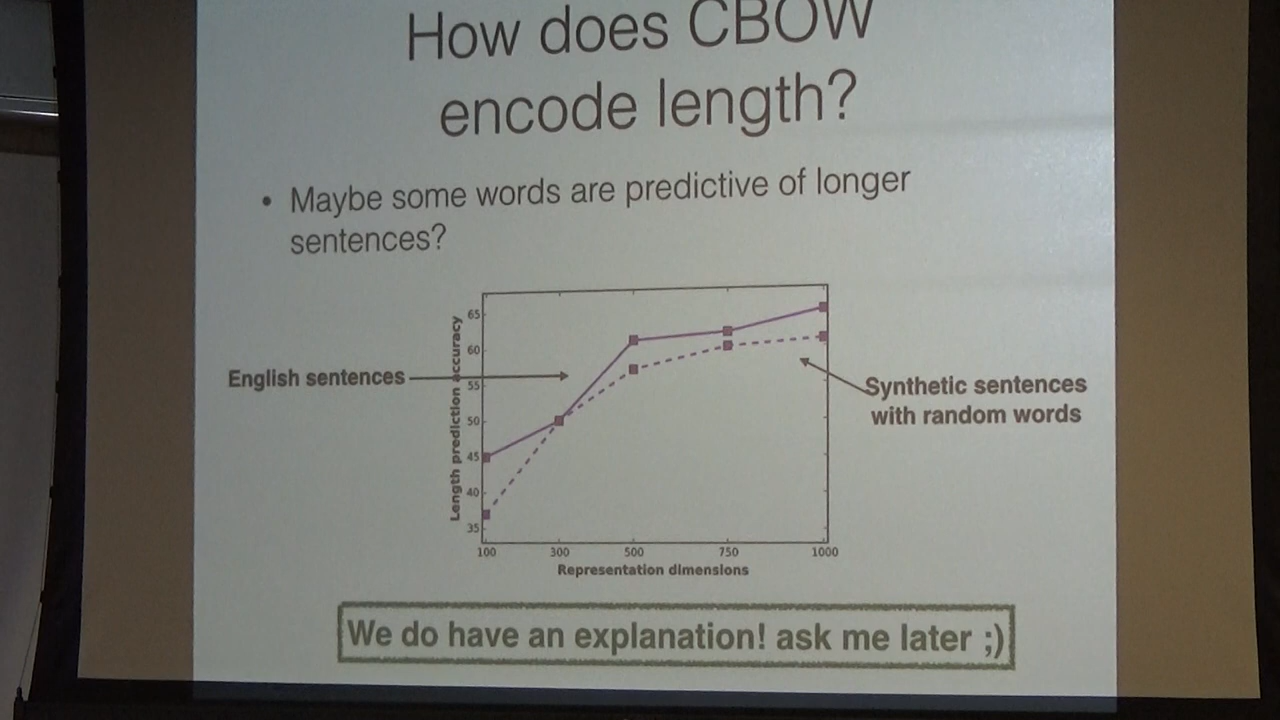 How does CBOW
encode length?
• Maybe some words are predictive of longer
sentences?
English sentences
Length prediction accuracy
65
60
55
50
45
40
35
100 300 500 750 1000
Representation dimensions
Synthetic sentences
with random words
We do have an explanation! ask me later ;)